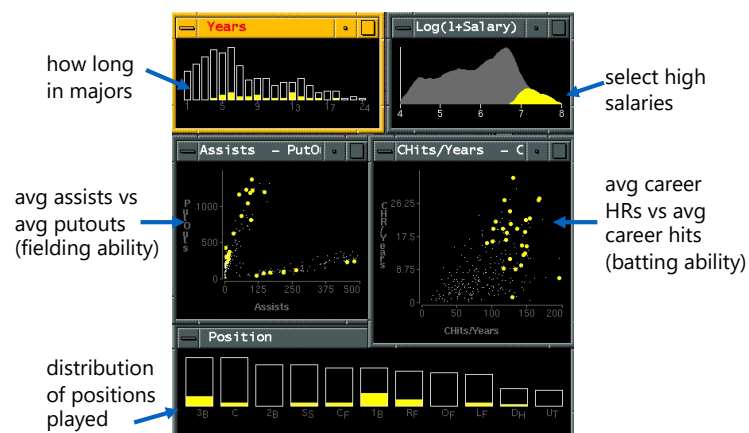 Years
Log(1+Salary)
how long
in majors
1 5 9 13 17 24
4 5 6 7 8
select high
salaries
Assists - PutO
CHits/Years - C
avg assists vs
avg putouts
(fielding ability)
PutOuts
1000
500
0
0 125 250 375 500
Assists
CHR/Years
26.25
17.5
8.75
0
0 50 100 150 200
CHits/Years
avg career
HRs vs avg
career hits
(batting ability)
Position
distribution
of positions
played
3B C 2B SS CF 1B RF OF LF DH UT